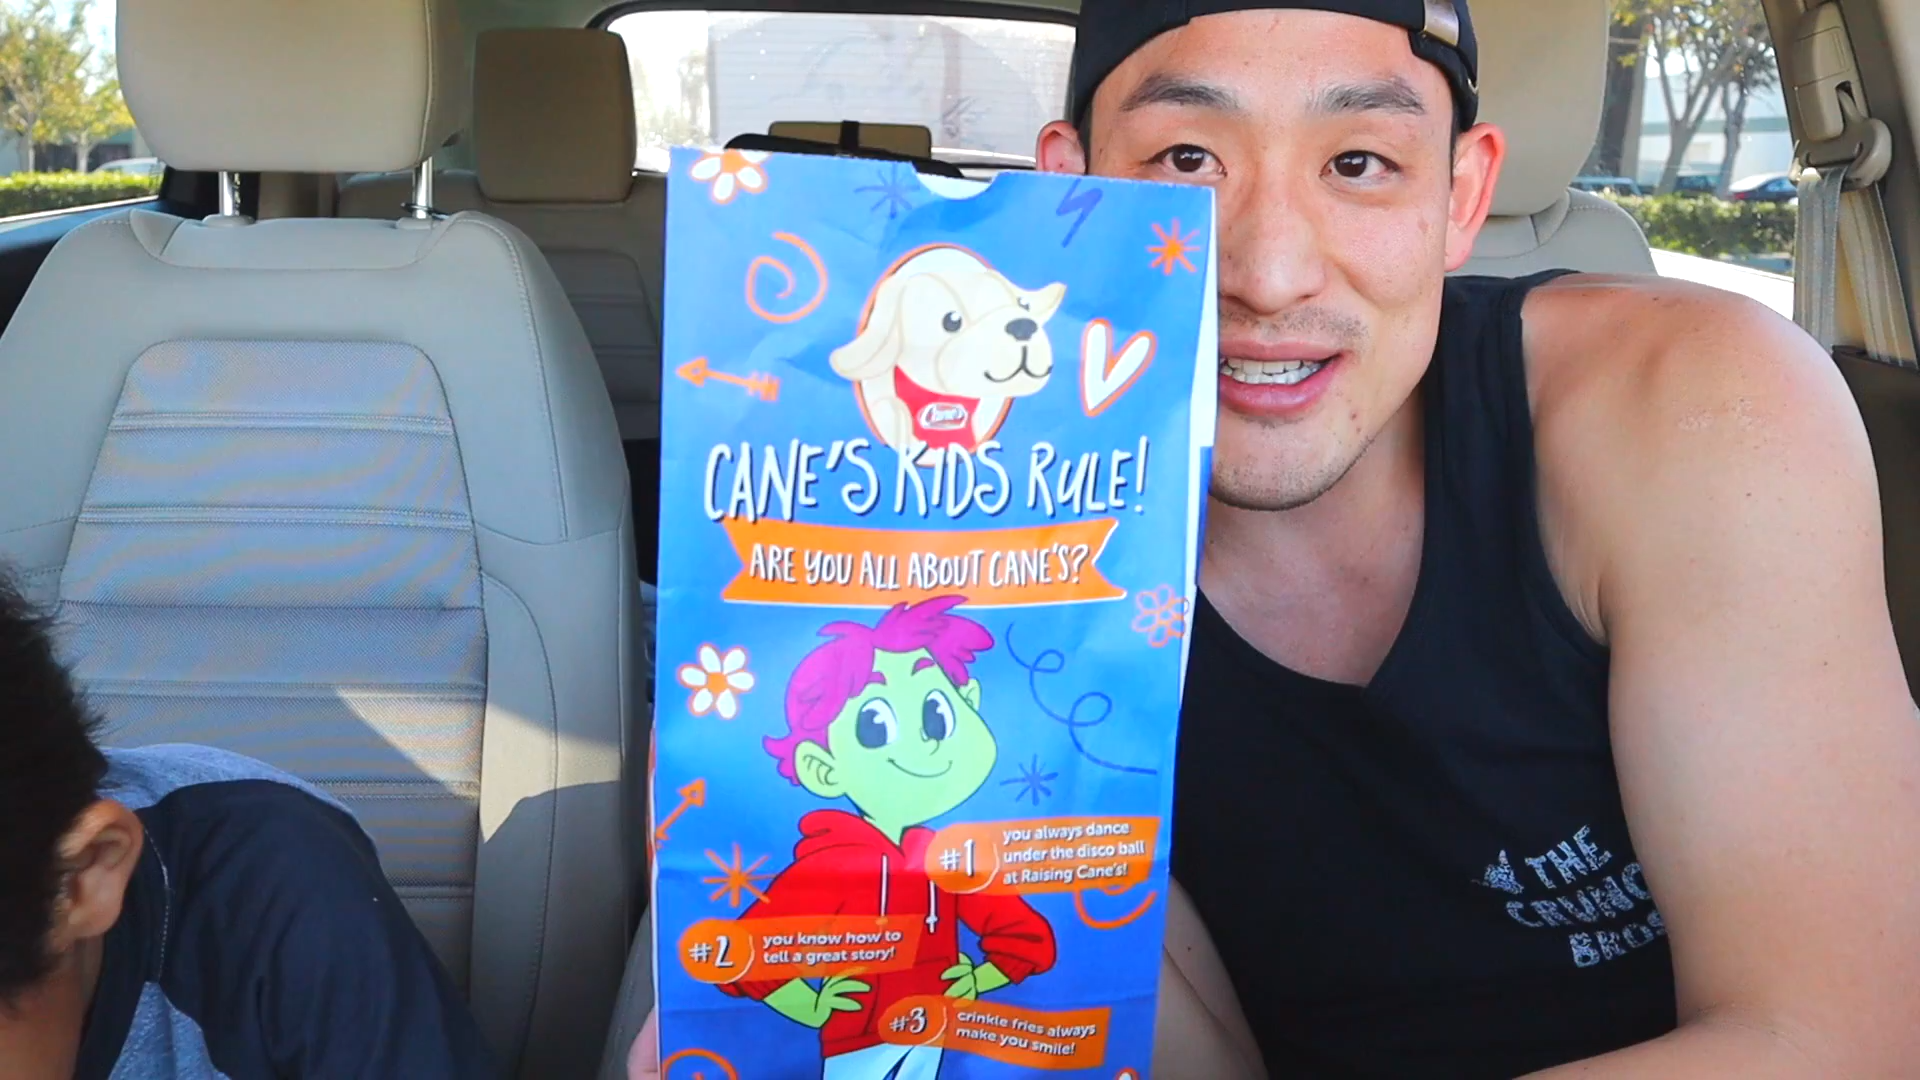 Cane's
CANE'S KIDS RULE!
ARE YOU ALL ABOUT CANE'S?
#1
you always dance
under the disco ball
at Raising Cane's!
#2
you know how to
tell a great story!
#3
crinkle fries always
make you smile!
THE
CRUNC
BROS